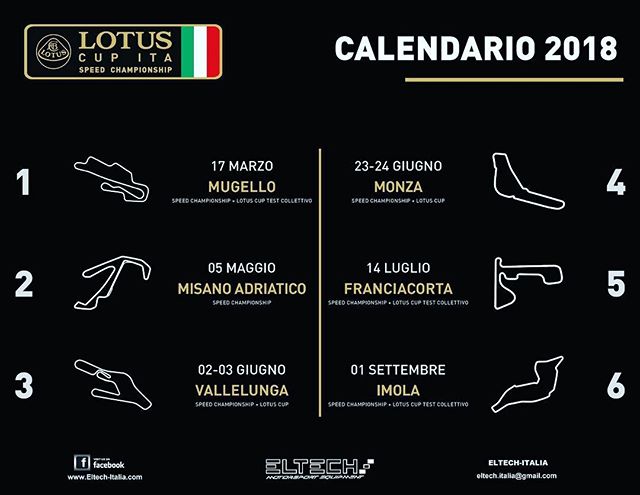 LOTUS
LOTUS
CUP ITA
SPEED CHAMPIONSHIP
CALENDARIO 2018
1
17 MARZO
MUGELLO
SPEED CHAMPIONSHIP + LOTUS CUP TEST COLLETTIVO
2
05 MAGGIO
MISANO ADRIATICO
SPEED CHAMPIONSHIP
3
02-03 GIUGNO
VALLELUNGA
SPEED CHAMPIONSHIP + LOTUS CUP
23-24 GIUGNO
MONZA
SPEED CHAMPIONSHIP + LOTUS CUP
4
14 LUGLIO
FRANCIACORTA
SPEED CHAMPIONSHIP + LOTUS CUP TEST COLLETTIVO
5
01 SETTEMBRE
IMOLA
SPEED CHAMPIONSHIP + LOTUS CUP TEST COLLETTIVO
6
f
VISIT US ON
facebook
www.Eltech-Italia.com
ELTECH
MOTORSPORT EQUIPMENT
ELTECH-ITALIA
eltech.italia@gmail.com